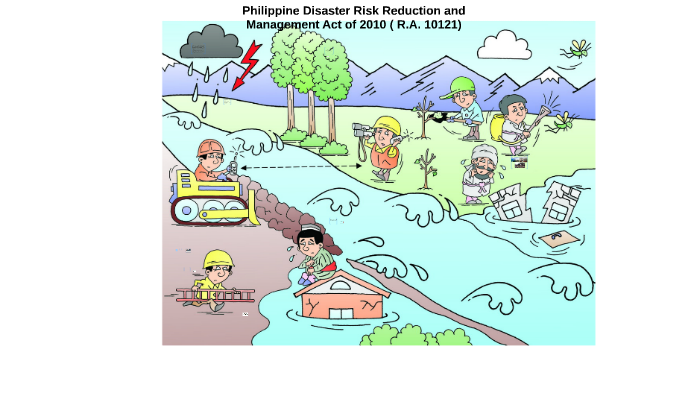 Philippine Disaster Risk Reduction and
Management Act of 2010 ( R.A. 10121)